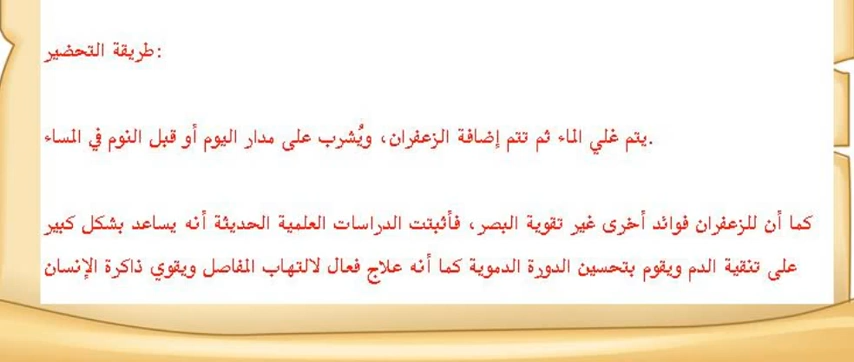 طريقة التحضير:
يتم غلي الماء ثم تتم إضافة الزعفران، ويُشرب على مدار اليوم أو قبل النوم في المساء.
كما أن للزعفران فوائد أخرى غير تقوية البصر، فأثبتت الدراسات العلمية الحديثة أنه يساعد بشكل كبير
على تنقية الدم ويقوم بتحسين الدورة الدموية كما أنه علاج فعال لالتهاب المفاصل ويقوي ذاكرة الإنسان